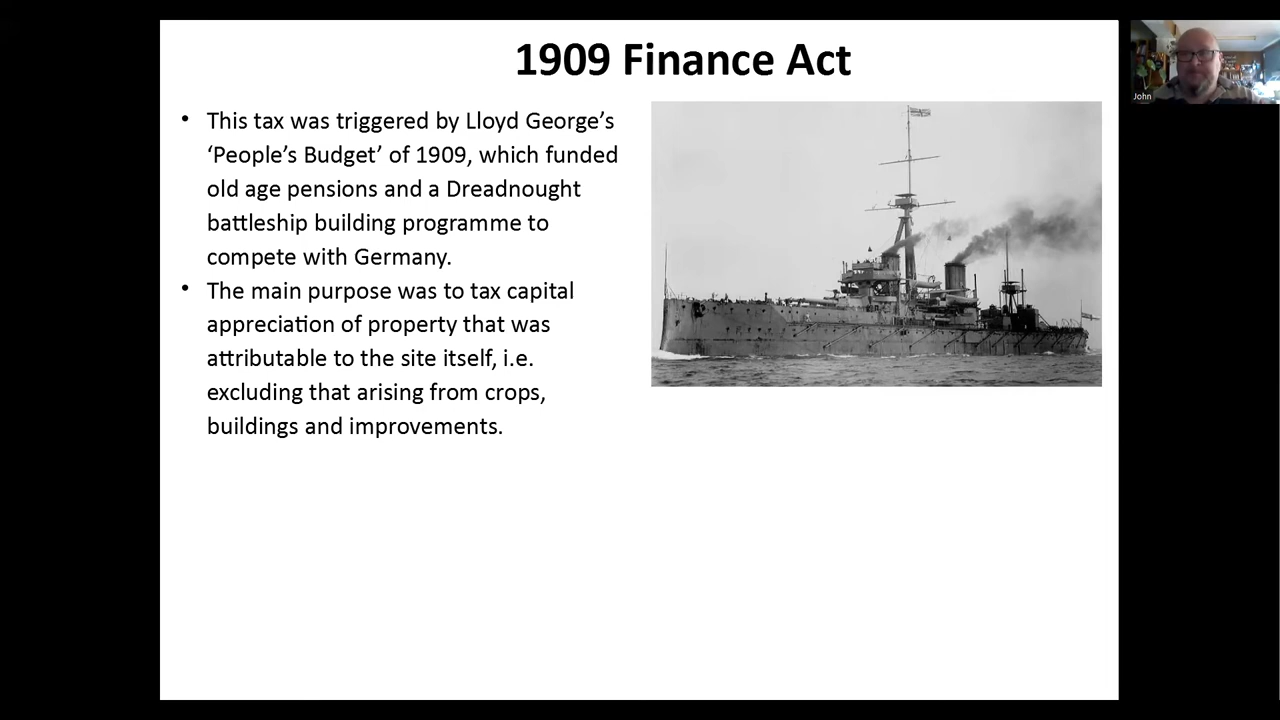 1909 Finance Act
• This tax was triggered by Lloyd George’s
‘People’s Budget’ of 1909, which funded
old age pensions and a Dreadnought
battleship building programme to
compete with Germany.
• The main purpose was to tax capital
appreciation of property that was
attributable to the site itself, i.e.
excluding that arising from crops,
buildings and improvements.
John